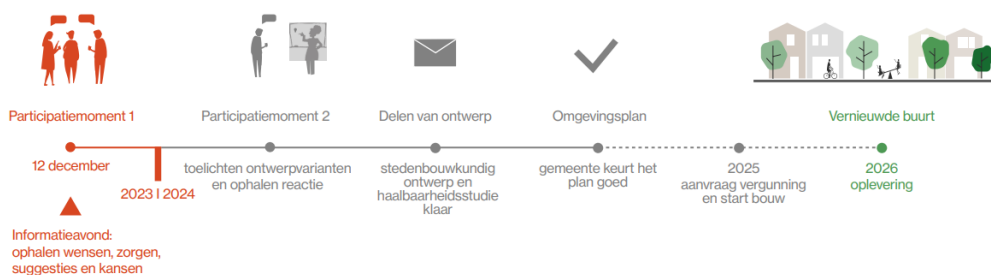 Participatiemoment 1
Participatiemoment 2
Delen van ontwerp
Omgevingsplan
Vernieuwde buurt
12 december
2023 I 2024
toelichten ontwerpvarianten
en ophalen reactie
stedenbouwkundig
ontwerp en
haalbaarheidsstudie
klaar
gemeente keurt het
plan goed
2025
aanvraag vergunning
en start bouw
2026
oplevering
Informatieavond:
ophalen wensen, zorgen,
suggesties en kansen